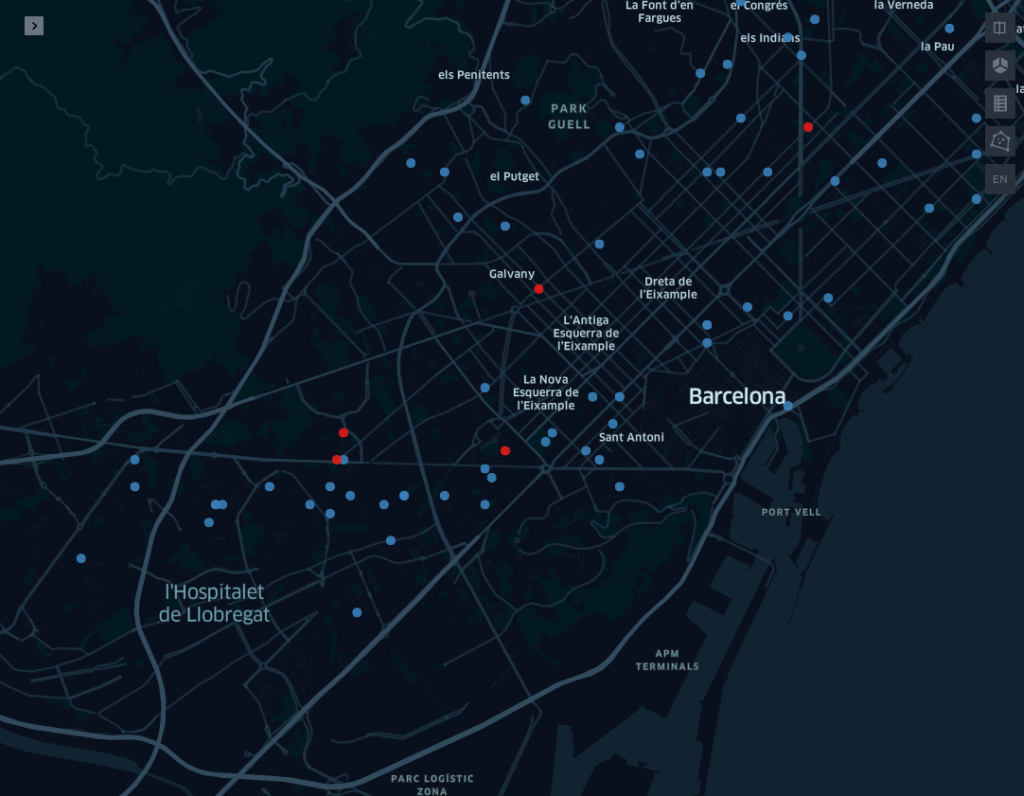 La Font d'en
Fargues
el Congrés
la Verneda
els Indians
la Pau
els Penitents
PARK
GUELL
el Putget
EN
Galvany
Dreta de
l'Eixample
L'Antiga
Esquerra de
l'Eixample
La Nova
Esquerra de
l'Eixample
Barcelona
Sant Antoni
PORT VELL
l'Hospitalet
de Llobregat
APM
TERMINALS
PARC LOGÍSTIC
ZONA